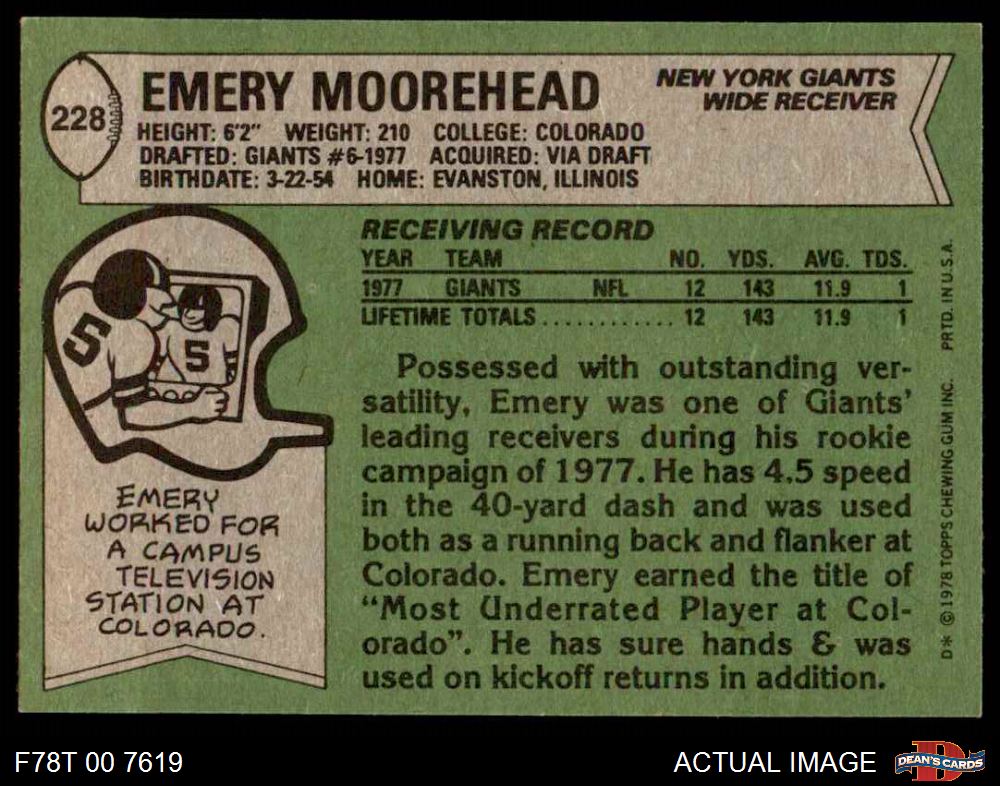 228
EMERY MOOREHEAD
NEW YORK GIANTS
WIDE RECEIVER
HEIGHT: 6'2" WEIGHT: 210 COLLEGE: COLORADO
DRAFTED: GIANTS #6-1977 ACQUIRED: VIA DRAFT
BIRTHDATE: 3-22-54 HOME: EVANSTON, ILLINOIS
RECEIVING RECORD
YEAR TEAM NO. YDS. AVG. TDS.
1977 GIANTS NFL 12 143 11.9 1
LIFETIME TOTALS............ 12 143 11.9 1
5
5
EMERY
WORKED FOR
A CAMPUS
TELEVISION
STATION AT
COLORADO.
Possessed with outstanding ver-
satility, Emery was one of Giants'
leading receivers during his rookie
campaign of 1977. He has 4.5 speed
in the 40-yard dash and was used
both as a running back and flanker at
Colorado. Emery earned the title of
"Most Underrated Player at Col-
orado". He has sure hands & was
used on kickoff returns in addition.
D* © 1978 TOPPS CHEWING GUM INC. PRTD. IN U.S.A.
F78T 00 7619
ACTUAL IMAGE
DEAN'S CARDS